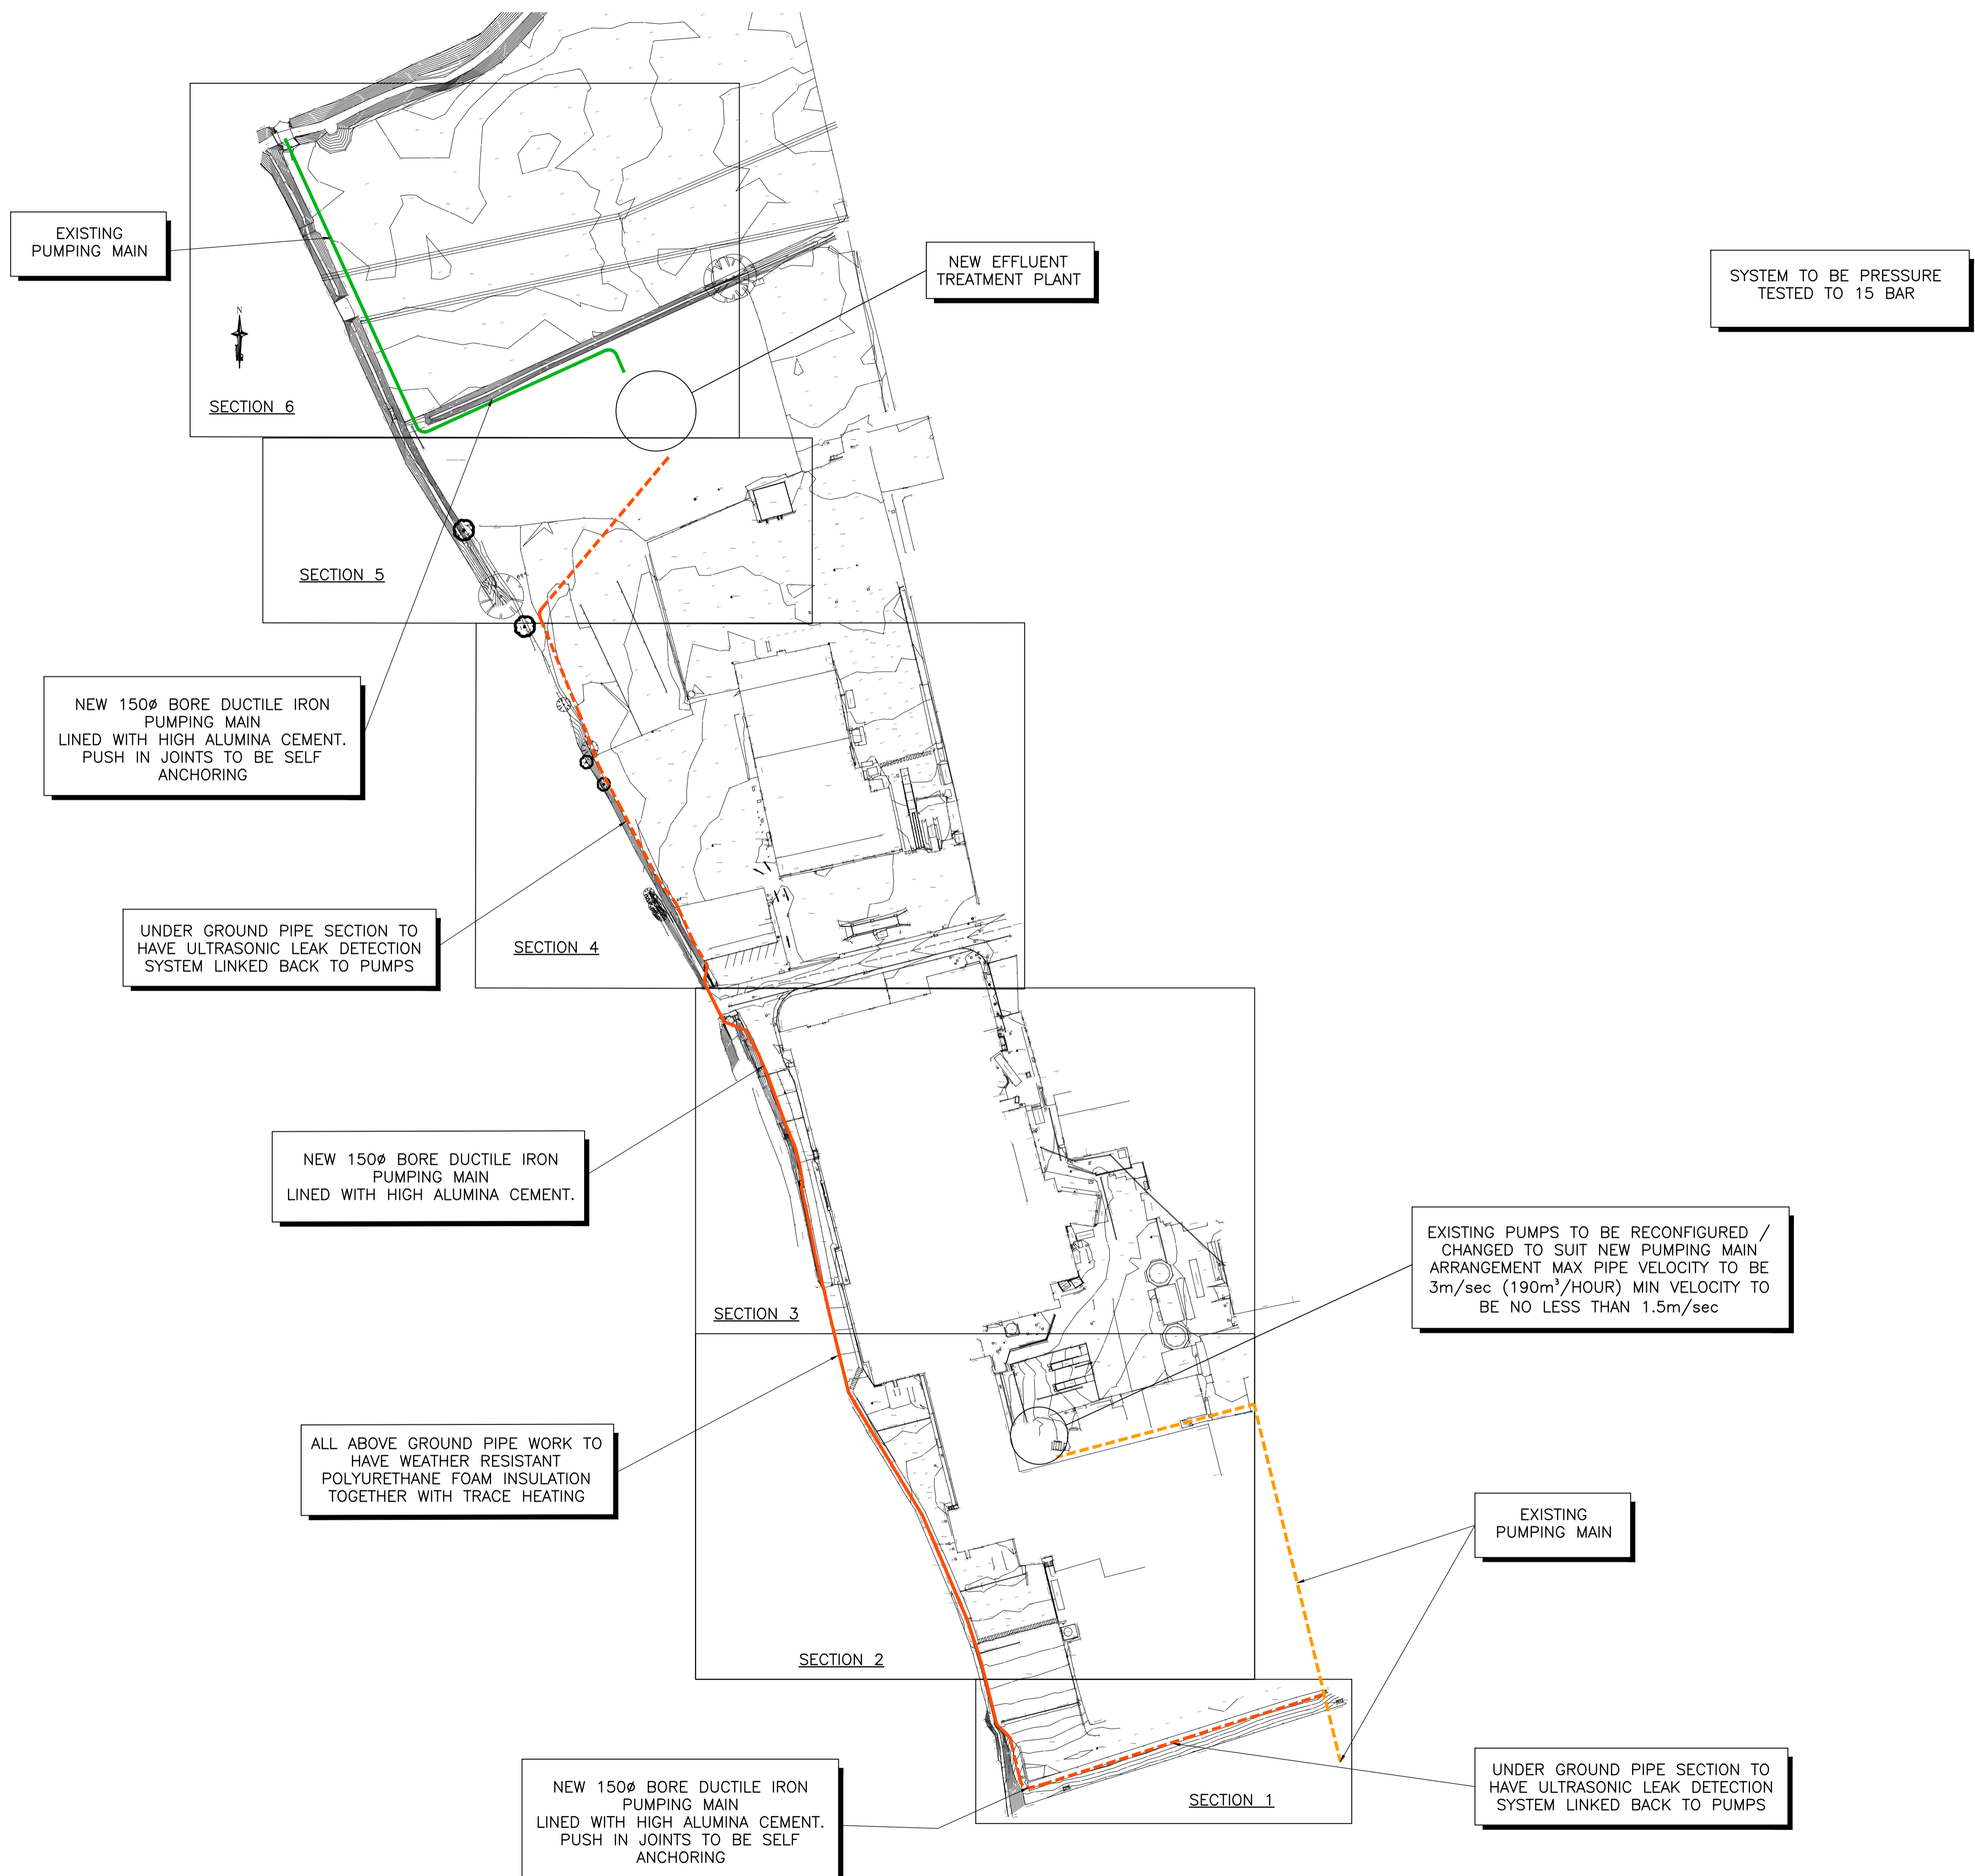 EXISTING
PUMPING MAIN
NEW EFFLUENT
TREATMENT PLANT
SYSTEM TO BE PRESSURE
TESTED TO 15 BAR
N
SECTION 6
SECTION 5
NEW 150ø BORE DUCTILE IRON
PUMPING MAIN
LINED WITH HIGH ALUMINA CEMENT.
PUSH IN JOINTS TO BE SELF
ANCHORING
UNDER GROUND PIPE SECTION TO
HAVE ULTRASONIC LEAK DETECTION
SYSTEM LINKED BACK TO PUMPS
SECTION 4
NEW 150ø BORE DUCTILE IRON
PUMPING MAIN
LINED WITH HIGH ALUMINA CEMENT.
EXISTING PUMPS TO BE RECONFIGURED /
CHANGED TO SUIT NEW PUMPING MAIN
ARRANGEMENT MAX PIPE VELOCITY TO BE
3m/sec (190m³/HOUR) MIN VELOCITY TO
BE NO LESS THAN 1.5m/sec
SECTION 3
ALL ABOVE GROUND PIPE WORK TO
HAVE WEATHER RESISTANT
POLYURETHANE FOAM INSULATION
TOGETHER WITH TRACE HEATING
EXISTING
PUMPING MAIN
SECTION 2
NEW 150ø BORE DUCTILE IRON
PUMPING MAIN
LINED WITH HIGH ALUMINA CEMENT.
PUSH IN JOINTS TO BE SELF
ANCHORING
SECTION 1
UNDER GROUND PIPE SECTION TO
HAVE ULTRASONIC LEAK DETECTION
SYSTEM LINKED BACK TO PUMPS